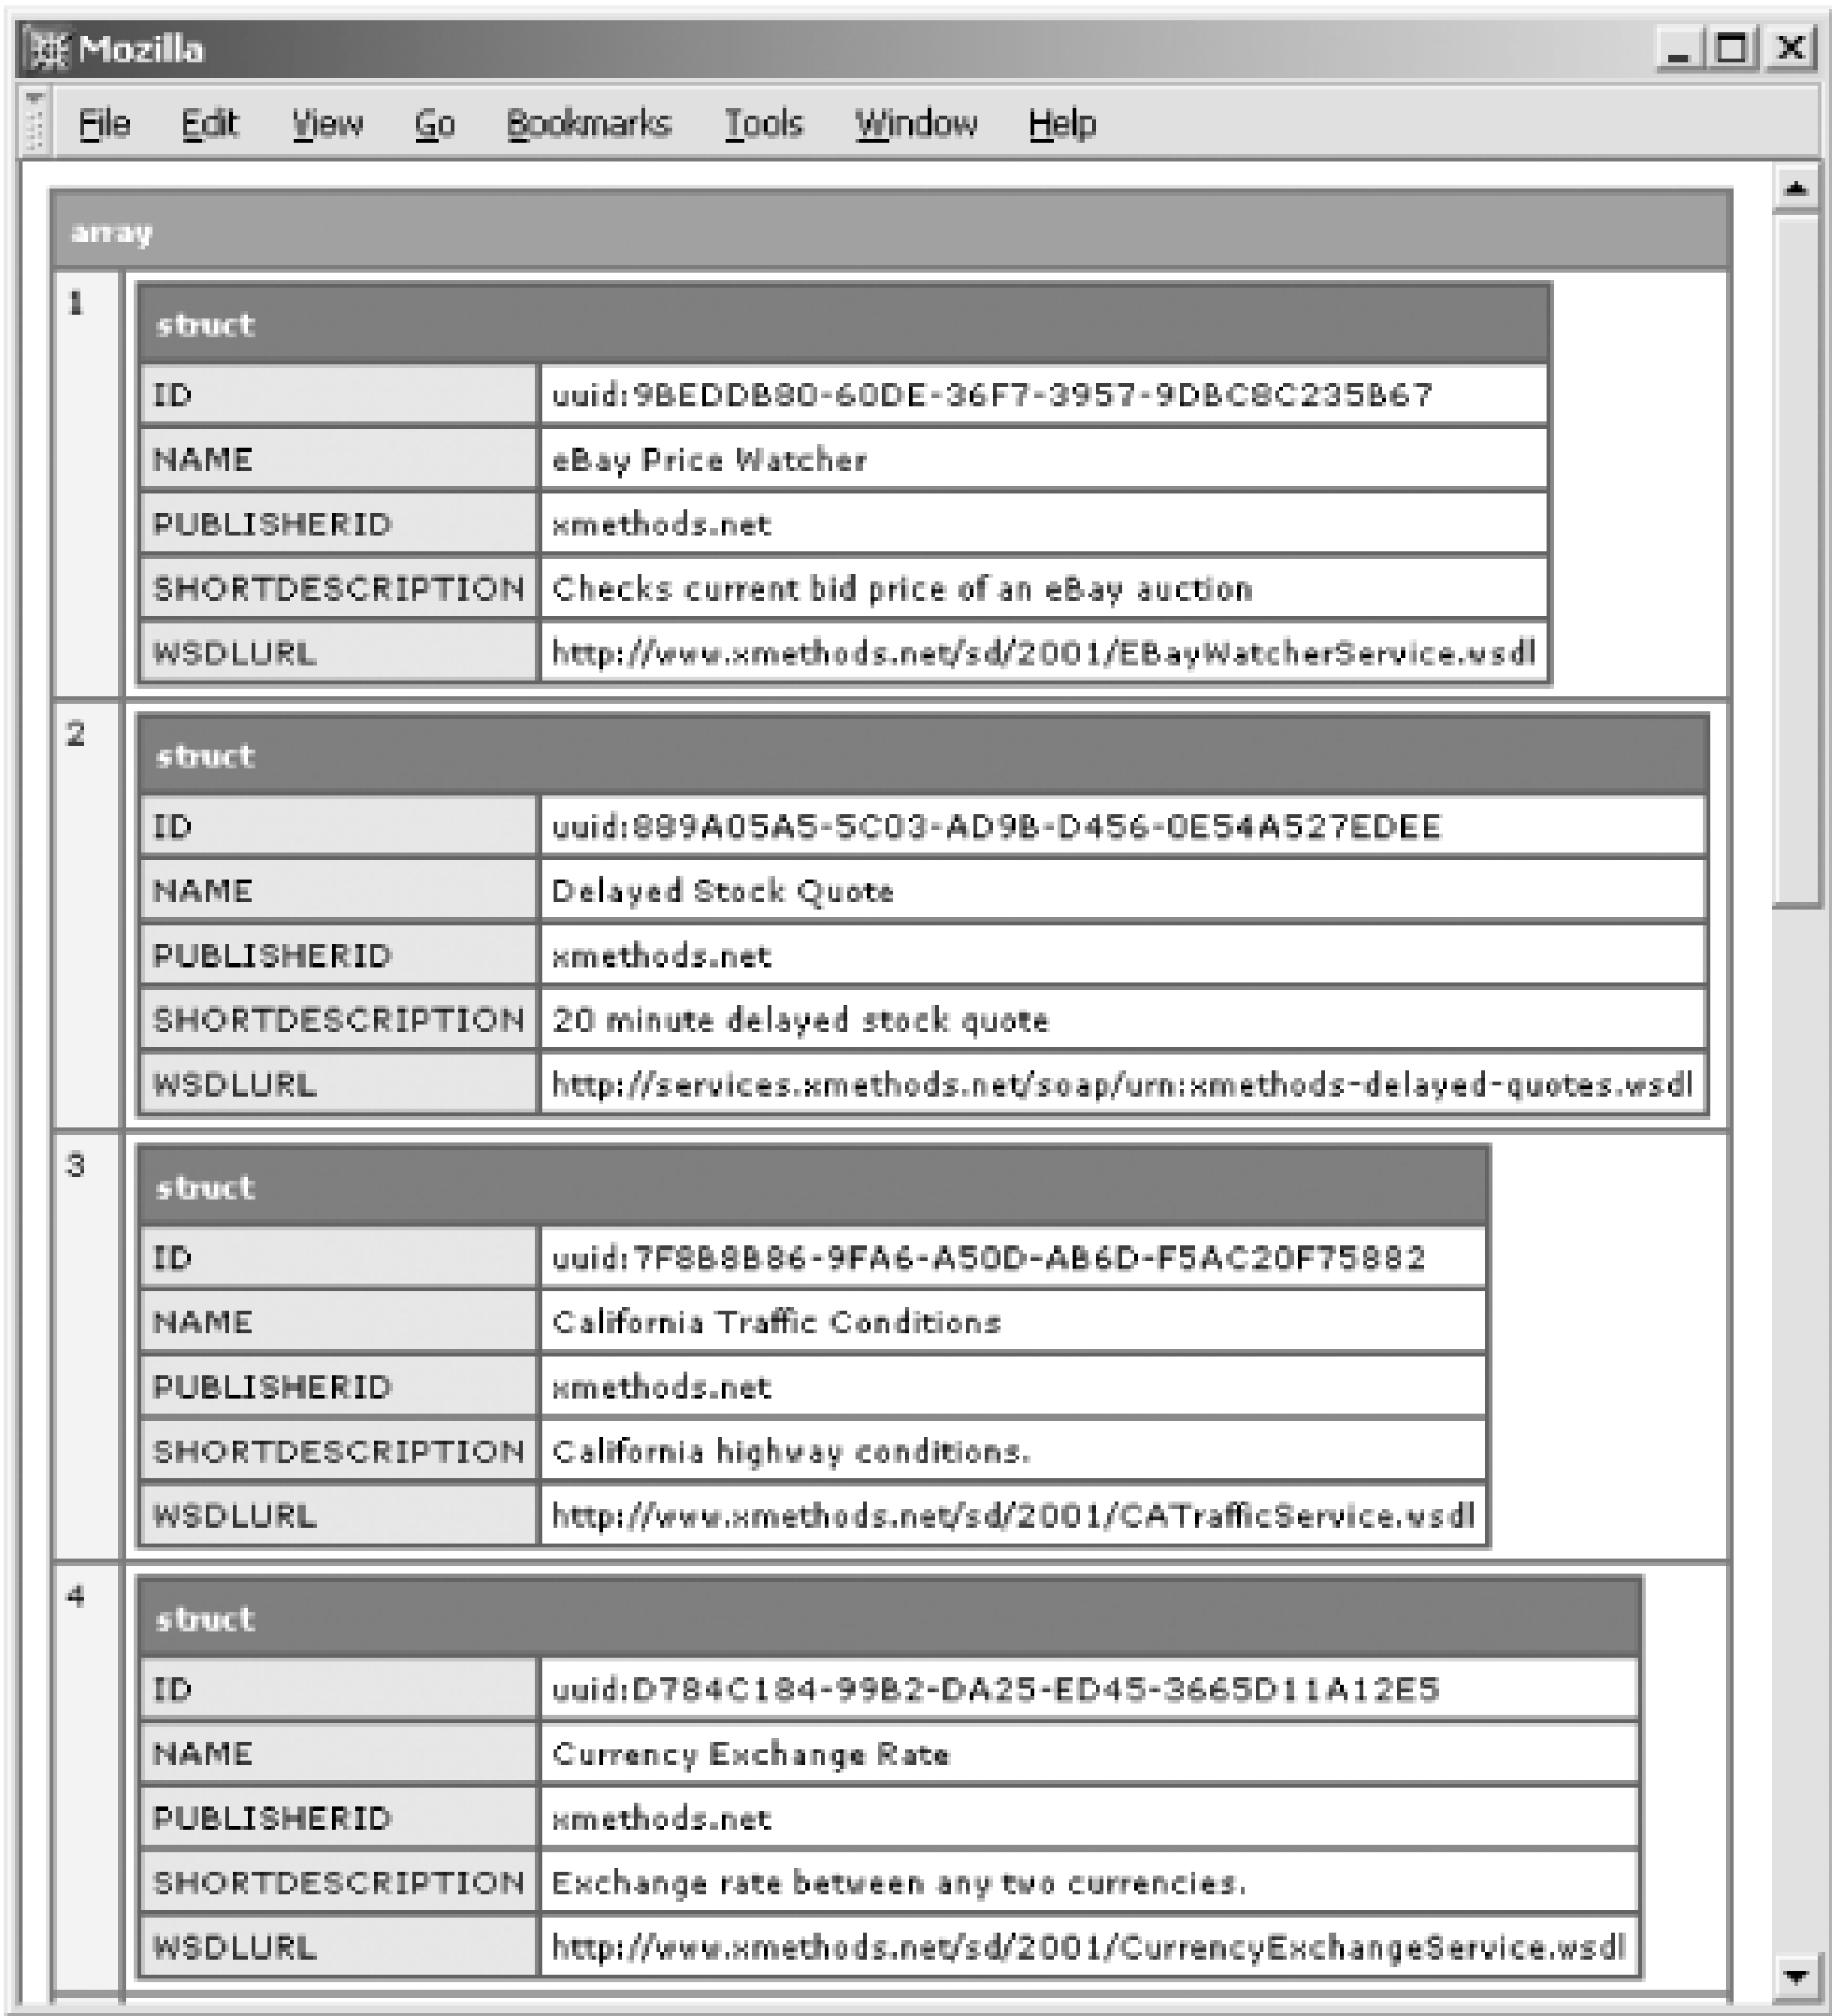 Mozilla
File Edit View Go Bookmarks Tools Window Help
array
1
struct
ID uuid:9BEDDB80-60DE-36F7-3957-9DBC8C235B67
NAME eBay Price Watcher
PUBLISHERID xmethods.net
SHORTDESCRIPTION Checks current bid price of an eBay auction
WSDLURL http://www.xmethods.net/sd/2001/EBayWatcherService.wsdl
2
struct
ID uuid:889A05A5-5C03-AD9B-D456-0E54A527EDEE
NAME Delayed Stock Quote
PUBLISHERID xmethods.net
SHORTDESCRIPTION 20 minute delayed stock quote
WSDLURL http://services.xmethods.net/soap/urn:xmethods-delayed-quotes.wsdl
3
struct
ID uuid:7F8B8B86-9FA6-A50D-AB6D-F5AC20F75882
NAME California Traffic Conditions
PUBLISHERID xmethods.net
SHORTDESCRIPTION California highway conditions.
WSDLURL http://www.xmethods.net/sd/2001/CATrafficService.wsdl
4
struct
ID uuid:D784C184-99B2-DA25-ED45-3665D11A12E5
NAME Currency Exchange Rate
PUBLISHERID xmethods.net
SHORTDESCRIPTION Exchange rate between any two currencies.
WSDLURL http://www.xmethods.net/sd/2001/CurrencyExchangeService.wsdl